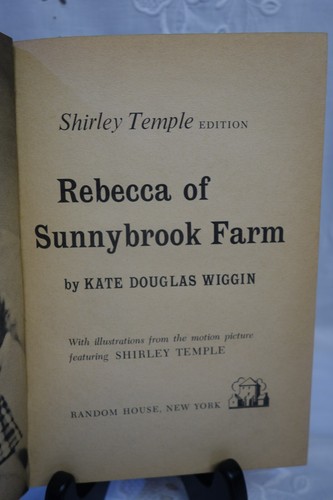 Shirley Temple EDITION
Rebecca of
Sunnybrook Farm
by KATE DOUGLAS WIGGIN
With illustrations from the motion picture
featuring SHIRLEY TEMPLE
RANDOM HOUSE, NEW YORK